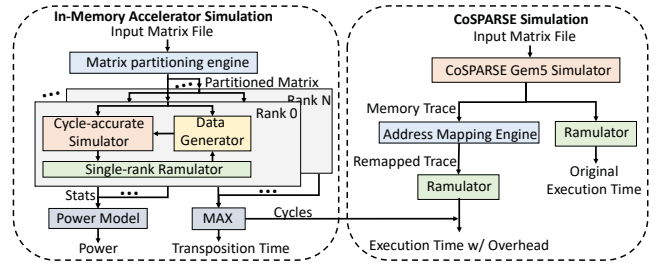 In-Memory Accelerator Simulation
Input Matrix File
Matrix partitioning engine
Partitioned Matrix
Rank N
Rank 0
Cycle-accurate
Simulator
Data
Generator
Single-rank Ramulator
Stats
Power Model
MAX
Cycles
Power
Transposition Time
CoSPARSE Simulation
Input Matrix File
CoSPARSE Gem5 Simulator
Memory Trace
Address Mapping Engine
Ramulator
Remapped Trace
Original
Execution Time
Ramulator
Execution Time w/ Overhead